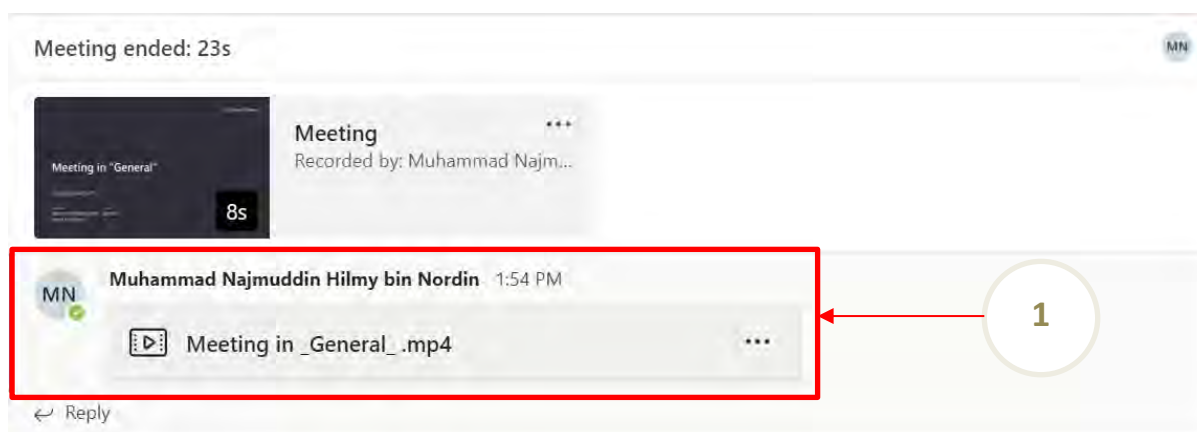 Meeting ended: 23s
MN
Meeting in "General"
8s
Meeting
•••
Recorded by: Muhammad Najm...
MN
Muhammad Najmuddin Hilmy bin Nordin 1:54 PM
Meeting in _General_ .mp4
•••
1
Reply